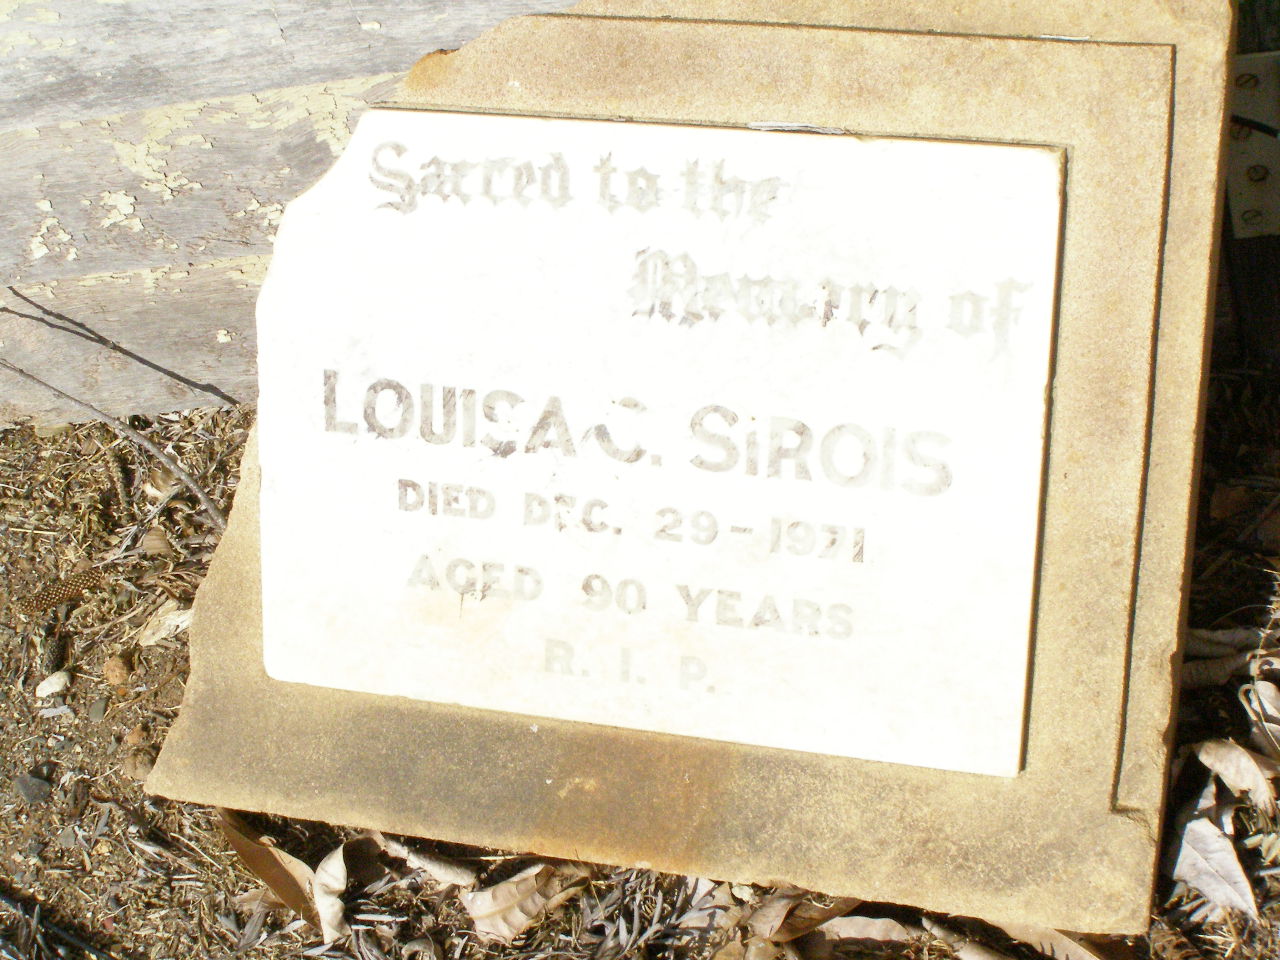 Sacred to the
Memory of
LOUISA C. SIROIS
DIED DEC. 29-1971
AGED 90 YEARS
R. I. P.